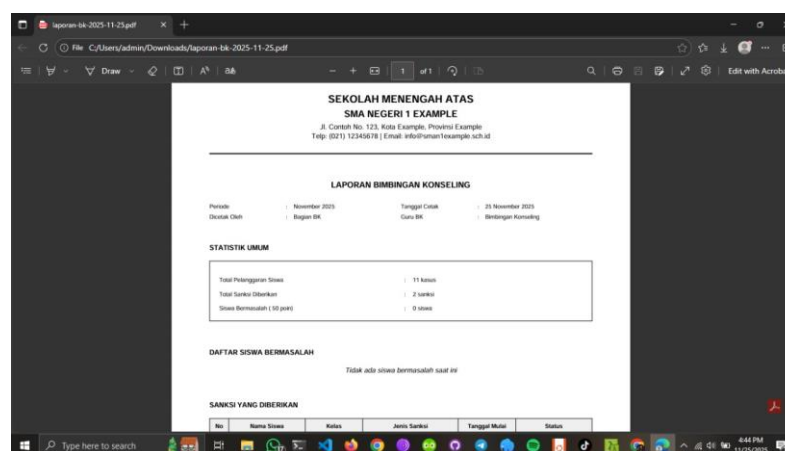 laporan-bk-2025-11-25.pdf
File C:/Users/admin/Downloads/laporan-bk-2025-11-25.pdf
Draw 1 of 1 Edit with Acroba
SEKOLAH MENENGAH ATAS
SMA NEGERI 1 EXAMPLE
Jl. Contoh No. 123, Kota Example, Provinsi Example
Telp: (021) 12345678 | Email: info@sman1example.sch.id
LAPORAN BIMBINGAN KONSELING
Periode : November 2025 Tanggal Cetak : 25 November 2025
Dicetak Oleh : Bagian BK Guru BK : Bimbingan Konseling
STATISTIK UMUM
Total Pelanggaran Siswa : 11 kasus
Total Sanksi Diberikan : 2 sanksi
Siswa Bermasalah ( 50 poin) : 0 siswa
DAFTAR SISWA BERMASALAH
Tidak ada siswa bermasalah saat ini
SANKSI YANG DIBERIKAN
No Nama Siswa Kelas Jenis Sanksi Tanggal Mulai Status
Type here to search 4:44 PM
11/25/2025